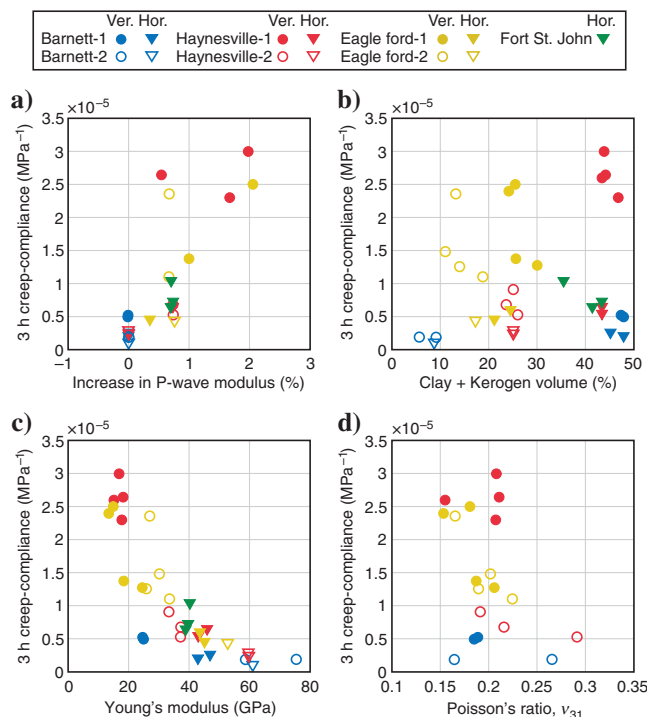 Ver. Hor. Ver. Hor. Ver. Hor. Hor.
Barnett-1 Haynesville-1 Eagle ford-1 Fort St. John
Barnett-2 Haynesville-2 Eagle ford-2
a)
×10⁻⁵
3.5
3
2.5
2
1.5
1
0.5
0
−1 0 1 2 3
3 h creep-compliance (MPa⁻¹)
Increase in P-wave modulus (%)
b)
×10⁻⁵
3.5
3
2.5
2
1.5
1
0.5
0
0 10 20 30 40 50
3 h creep-compliance (MPa⁻¹)
Clay + Kerogen volume (%)
c)
×10⁻⁵
3.5
3
2.5
2
1.5
1
0.5
0
0 20 40 60 80
3 h creep-compliance (MPa⁻¹)
Young's modulus (GPa)
d)
×10⁻⁵
3.5
3
2.5
2
1.5
1
0.5
0
0.1 0.15 0.2 0.25 0.3 0.35
3 h creep-compliance (MPa⁻¹)
Poisson's ratio, ν₃₁